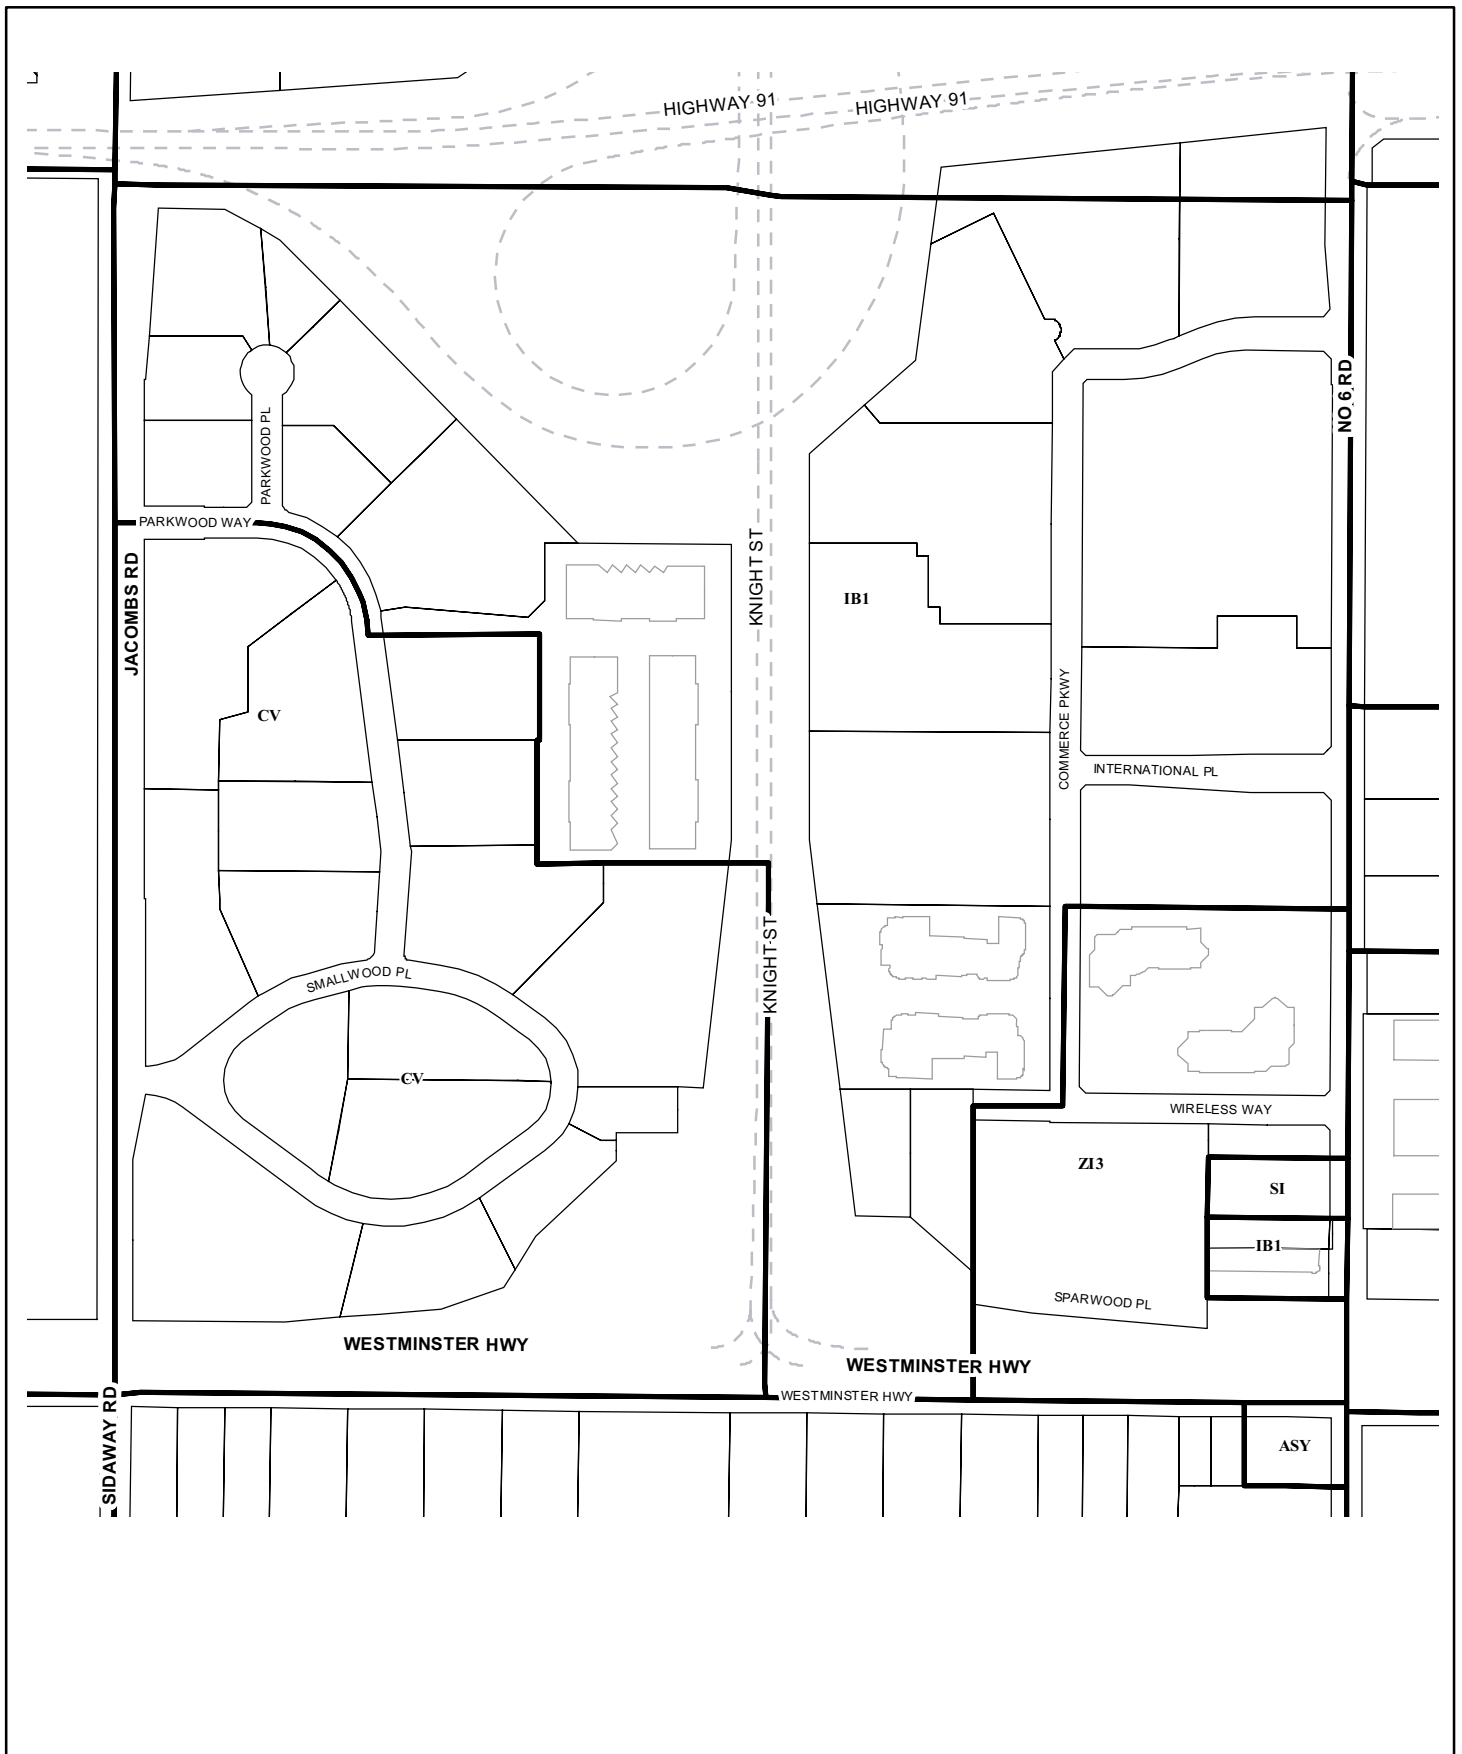 HIGHWAY 91
HIGHWAY 91
NO 6 RD
PARKWOOD PL
PARKWOOD WAY
JACOMBS RD
KNIGHT ST
IB1
CV
COMMERCE PKWY
INTERNATIONAL PL
SMALLWOOD PL
KNIGHT ST
CV
WIRELESS WAY
ZI3
SI
IB1
SPARWOOD PL
WESTMINSTER HWY
WESTMINSTER HWY
WESTMINSTER HWY
SIDAWAY RD
ASY